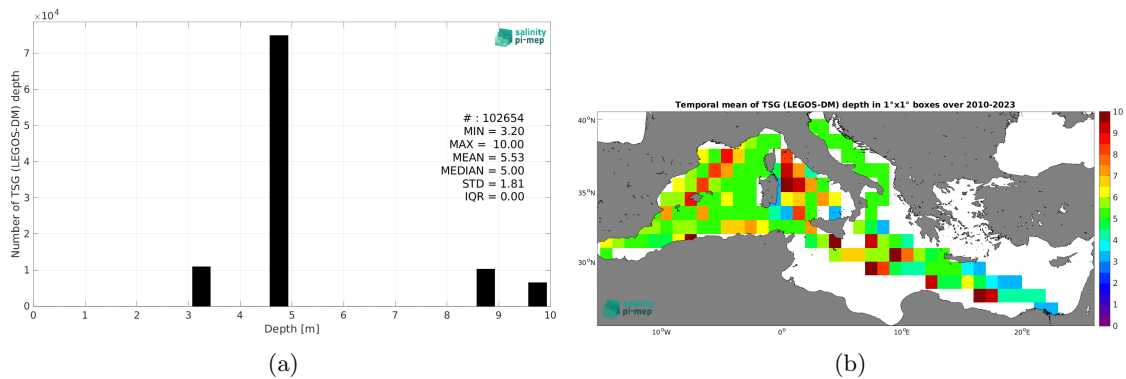 ×10⁴
salinity
pi-mep
Number of TSG (LEGOS-DM) depth
7
6
5
4
3
2
1
0
# : 102654
MIN = 3.20
MAX = 10.00
MEAN = 5.53
MEDIAN = 5.00
STD = 1.81
IQR = 0.00
0 1 2 3 4 5 6 7 8 9 10
Depth [m]
(a)
Temporal mean of TSG (LEGOS-DM) depth in 1°x1° boxes over 2010-2023
40°N
35°N
30°N
10°W 0° 10°E 20°E
salinity
pi-mep
10
9
8
7
6
5
4
3
2
1
0
(b)